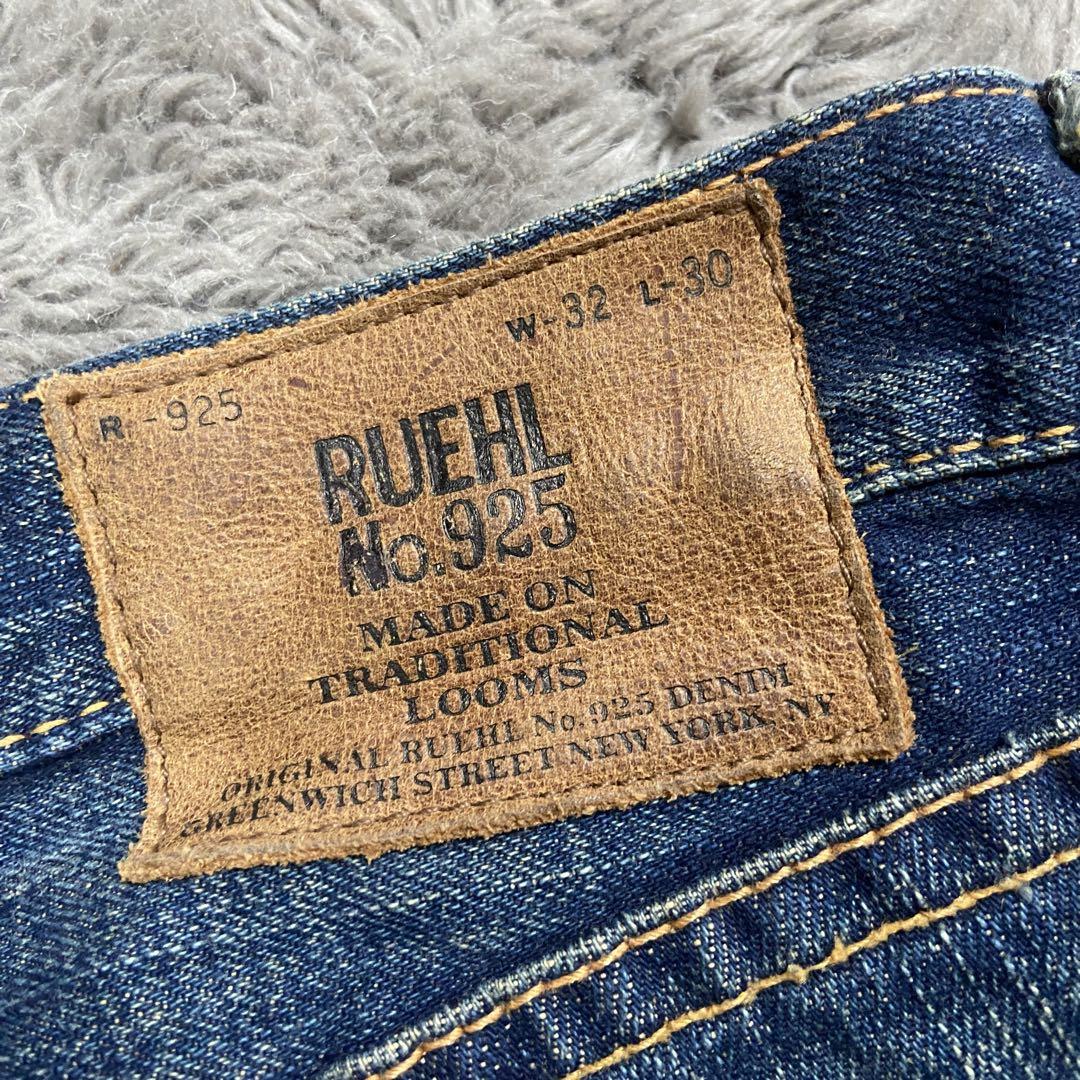 W-32 L-30
R-925
RUEHL
No.925
MADE ON
TRADITIONAL
LOOMS
ORIGINAL RUEHL No.925 DENIM
GREENWICH STREET NEW YORK, NY